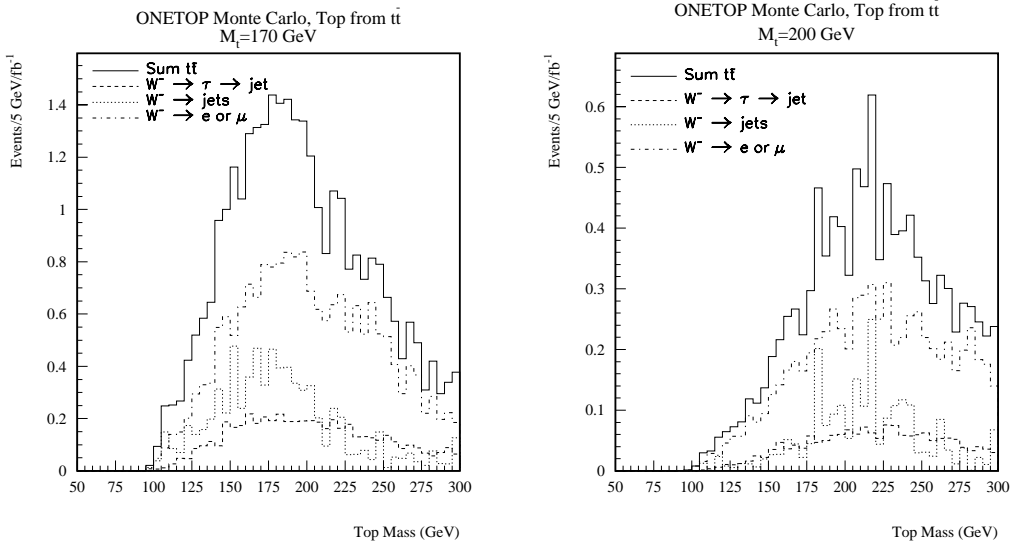 ONETOP Monte Carlo, Top from tt̄
M_t=170 GeV
Events/5 GeV/fb⁻¹
Sum tt̄
W⁻ → τ → jet
W⁻ → jets
W⁻ → e or μ
1.4
1.2
1
0.8
0.6
0.4
0.2
0
50 75 100 125 150 175 200 225 250 275 300
Top Mass (GeV)
ONETOP Monte Carlo, Top from tt̄
M_t=200 GeV
Events/5 GeV/fb⁻¹
Sum tt̄
W⁻ → τ → jet
W⁻ → jets
W⁻ → e or μ
0.6
0.5
0.4
0.3
0.2
0.1
0
50 75 100 125 150 175 200 225 250 275 300
Top Mass (GeV)